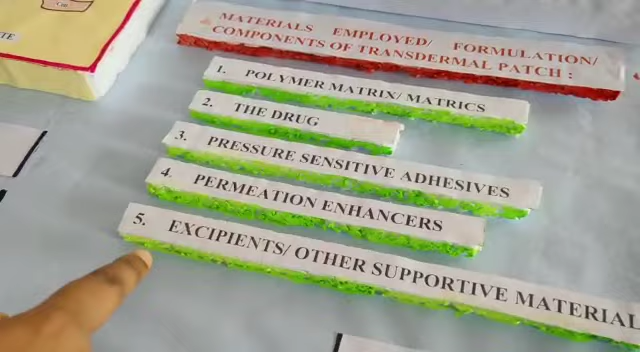 TE
MATERIALS EMPLOYED/ FORMULATION/
COMPONENTS OF TRANSDERMAL PATCH :
1. POLYMER MATRIX/ MATRICS
2. THE DRUG
3. PRESSURE SENSITIVE ADHESIVES
4. PERMEATION ENHANCERS
5. EXCIPIENTS/ OTHER SUPPORTIVE MATERIAL